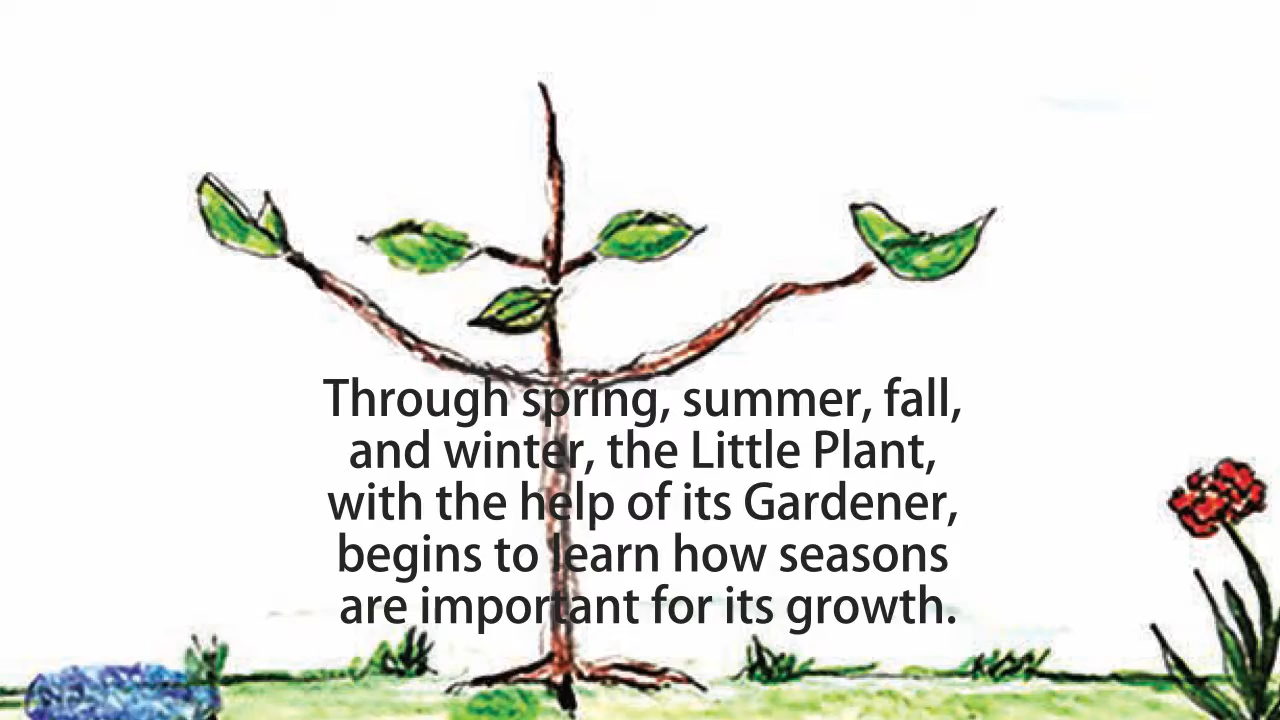 Through spring, summer, fall,
and winter, the Little Plant,
with the help of its Gardener,
begins to learn how seasons
are important for its growth.